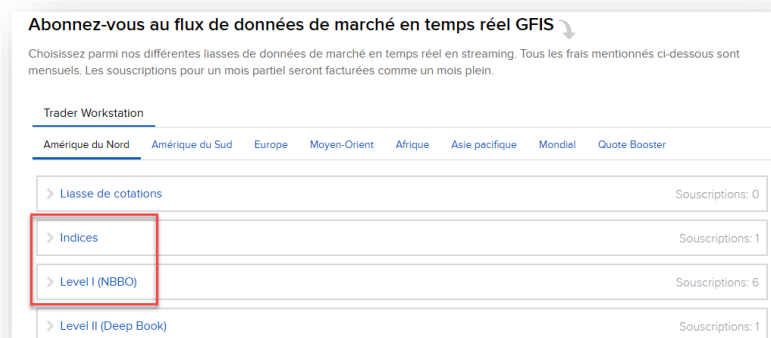 Abonnez-vous au flux de données de marché en temps réel GFIS
Choisissez parmi nos différentes liasses de données de marché en temps réel en streaming. Tous les frais mentionnés ci-dessous sont
mensuels. Les souscriptions pour un mois partiel seront facturées comme un mois plein.
Trader Workstation
Amérique du Nord Amérique du Sud Europe Moyen-Orient Afrique Asie pacifique Mondial Quote Booster
Liasse de cotations Souscriptions: 0
Indices Souscriptions: 1
Level I (NBBO) Souscriptions: 6
Level II (Deep Book) Souscriptions: 1